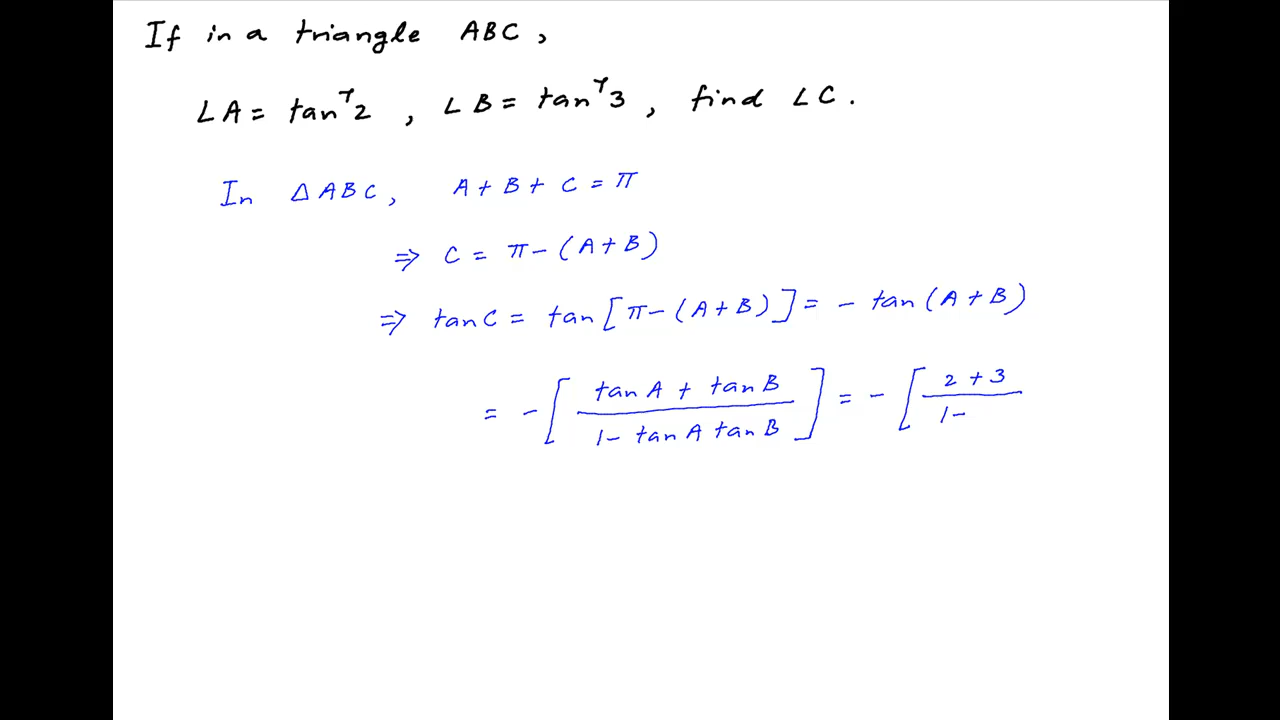 If in a triangle ABC,
∠A = tan⁻¹2 , ∠B = tan⁻¹3 , find ∠C.
In △ABC, A + B + C = π
⇒ C = π - (A + B)
⇒ tan C = tan [π - (A + B)] = - tan (A + B)
= - [ (tan A + tan B) / (1 - tan A tan B) ] = - [ (2 + 3) / (1 -